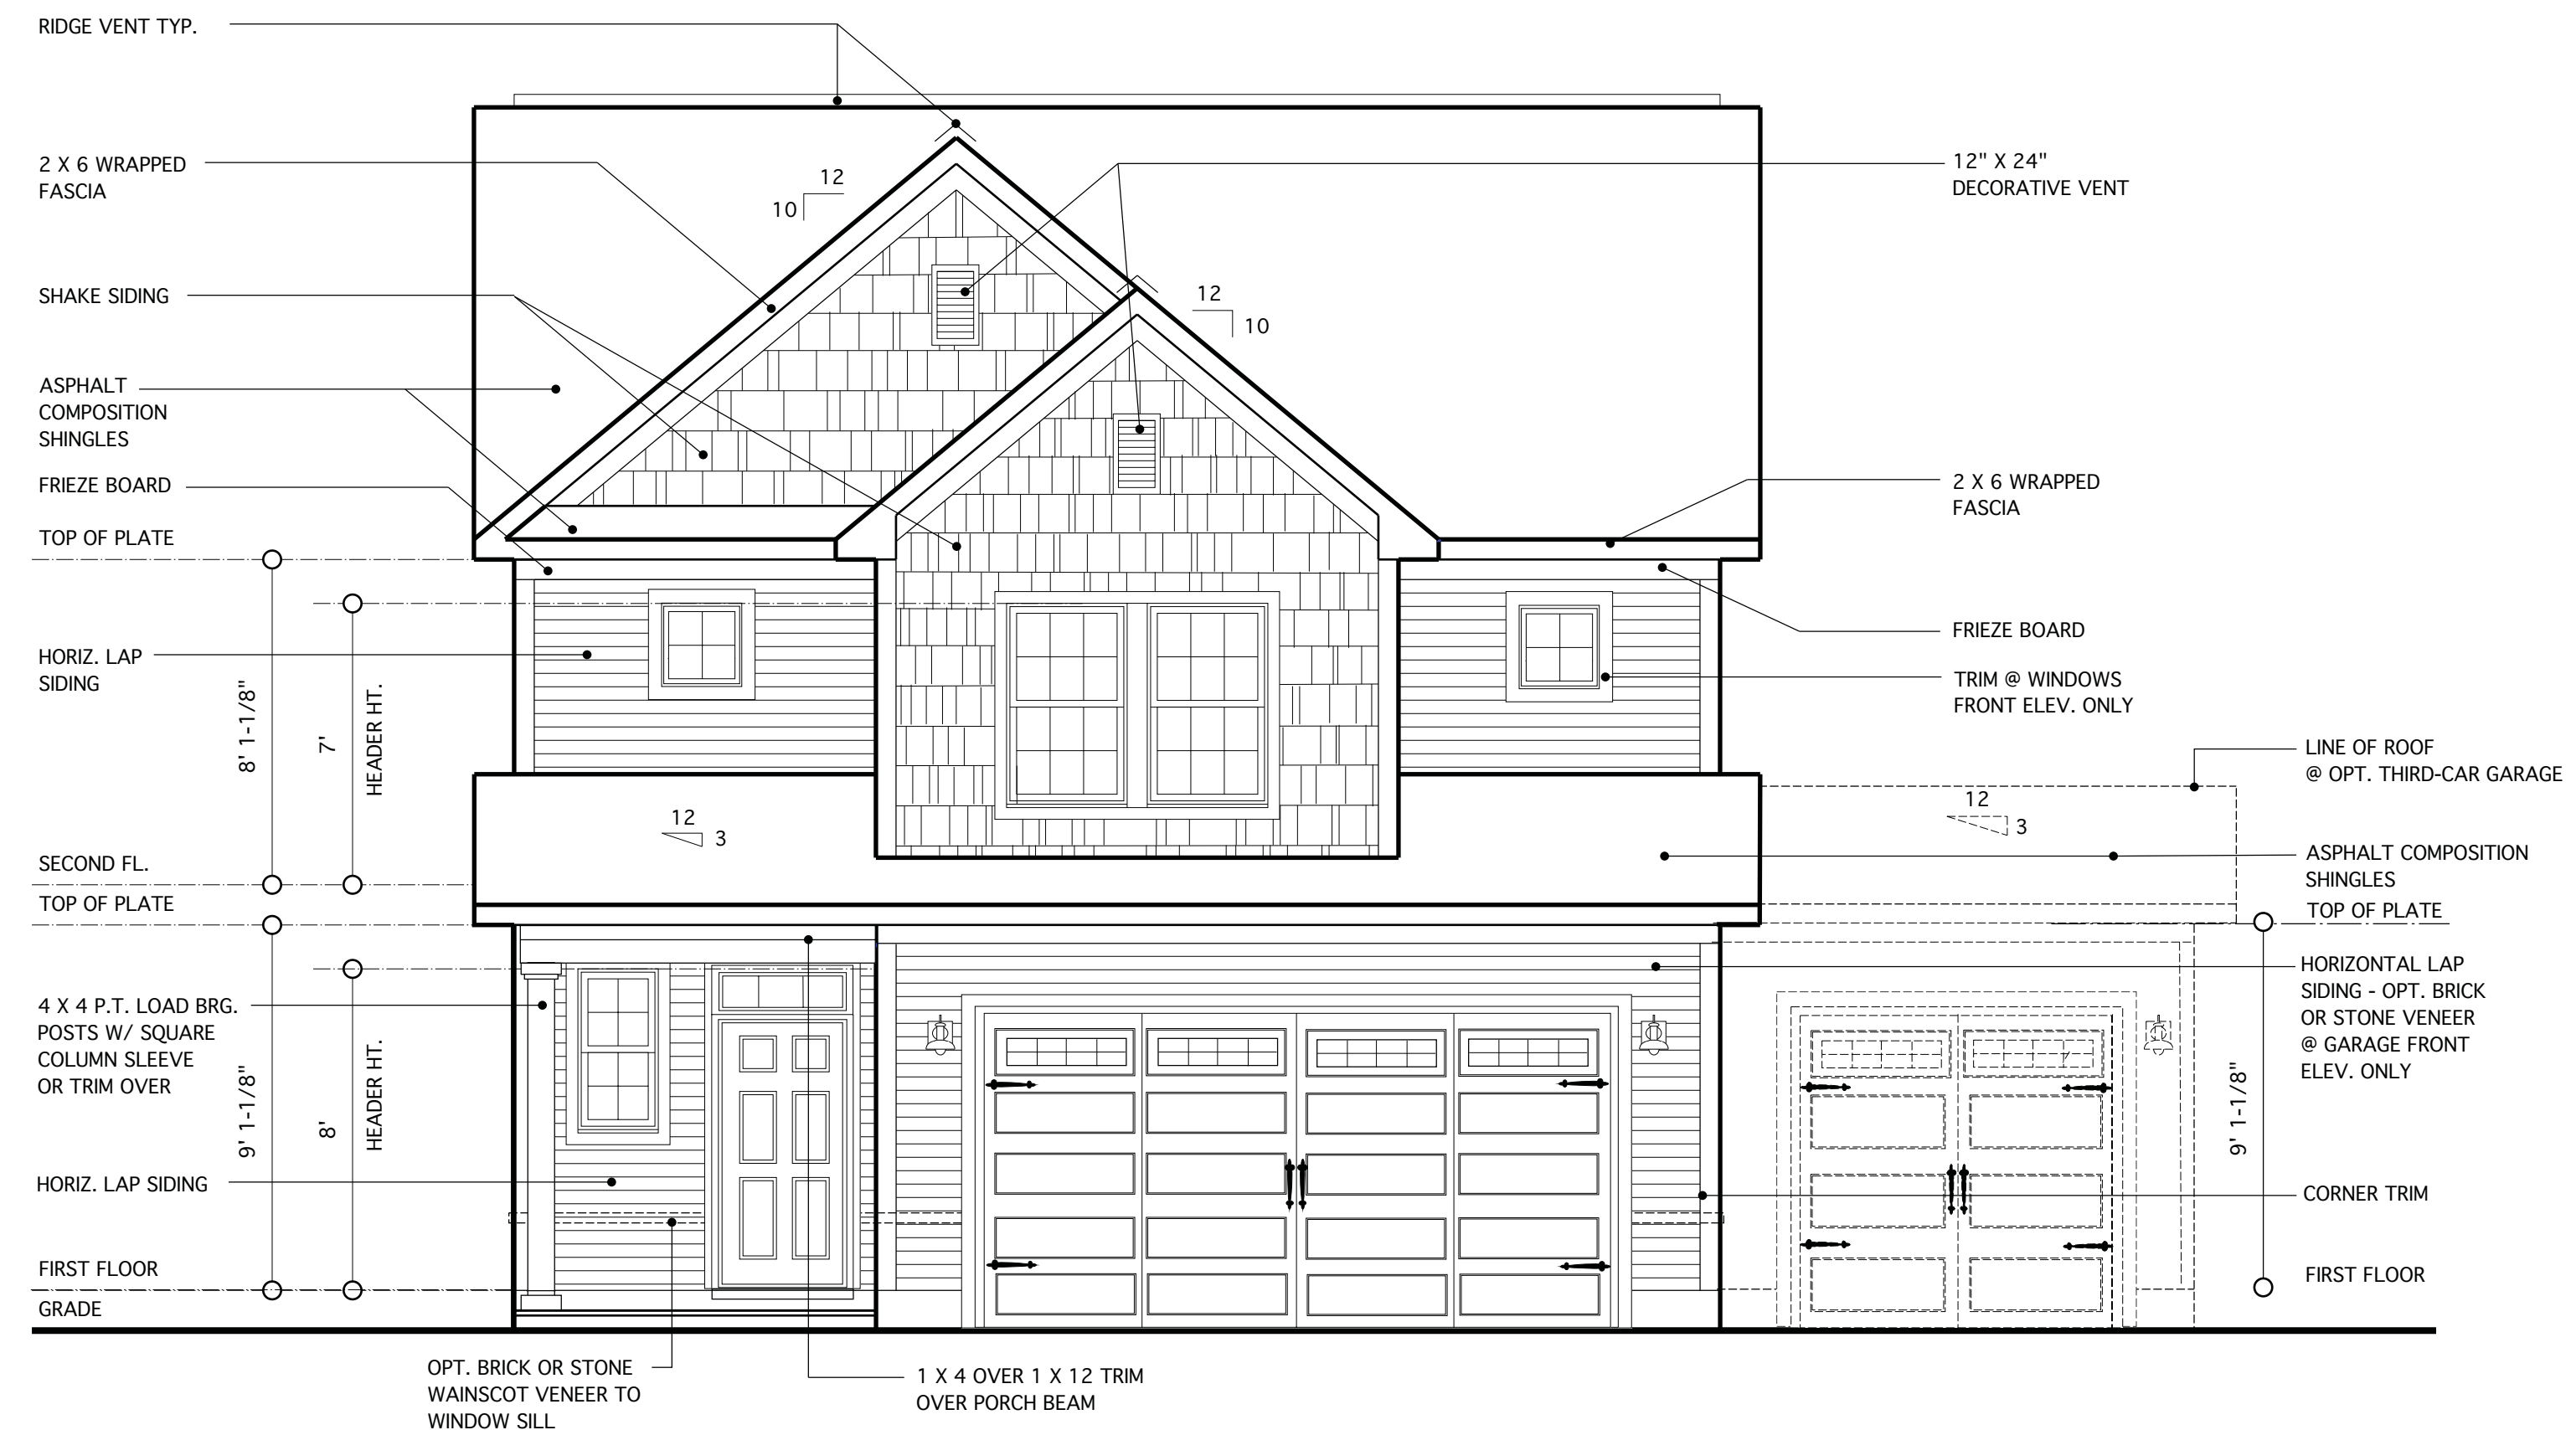 RIDGE VENT TYP.
2 X 6 WRAPPED
FASCIA
12
10
12" X 24"
DECORATIVE VENT
SHAKE SIDING
12
10
ASPHALT
COMPOSITION
SHINGLES
FRIEZE BOARD
2 X 6 WRAPPED
FASCIA
TOP OF PLATE
HORIZ. LAP
SIDING
8' 1-1/8"
7'
HEADER HT.
FRIEZE BOARD
TRIM @ WINDOWS
FRONT ELEV. ONLY
LINE OF ROOF
@ OPT. THIRD-CAR GARAGE
12
3
12
3
SECOND FL.
TOP OF PLATE
ASPHALT COMPOSITION
SHINGLES
TOP OF PLATE
4 X 4 P.T. LOAD BRG.
POSTS W/ SQUARE
COLUMN SLEEVE
OR TRIM OVER
9' 1-1/8"
8'
HEADER HT.
HORIZONTAL LAP
SIDING - OPT. BRICK
OR STONE VENEER
@ GARAGE FRONT
ELEV. ONLY
9' 1-1/8"
HORIZ. LAP SIDING
CORNER TRIM
FIRST FLOOR
GRADE
FIRST FLOOR
OPT. BRICK OR STONE
WAINSCOT VENEER TO
WINDOW SILL
1 X 4 OVER 1 X 12 TRIM
OVER PORCH BEAM